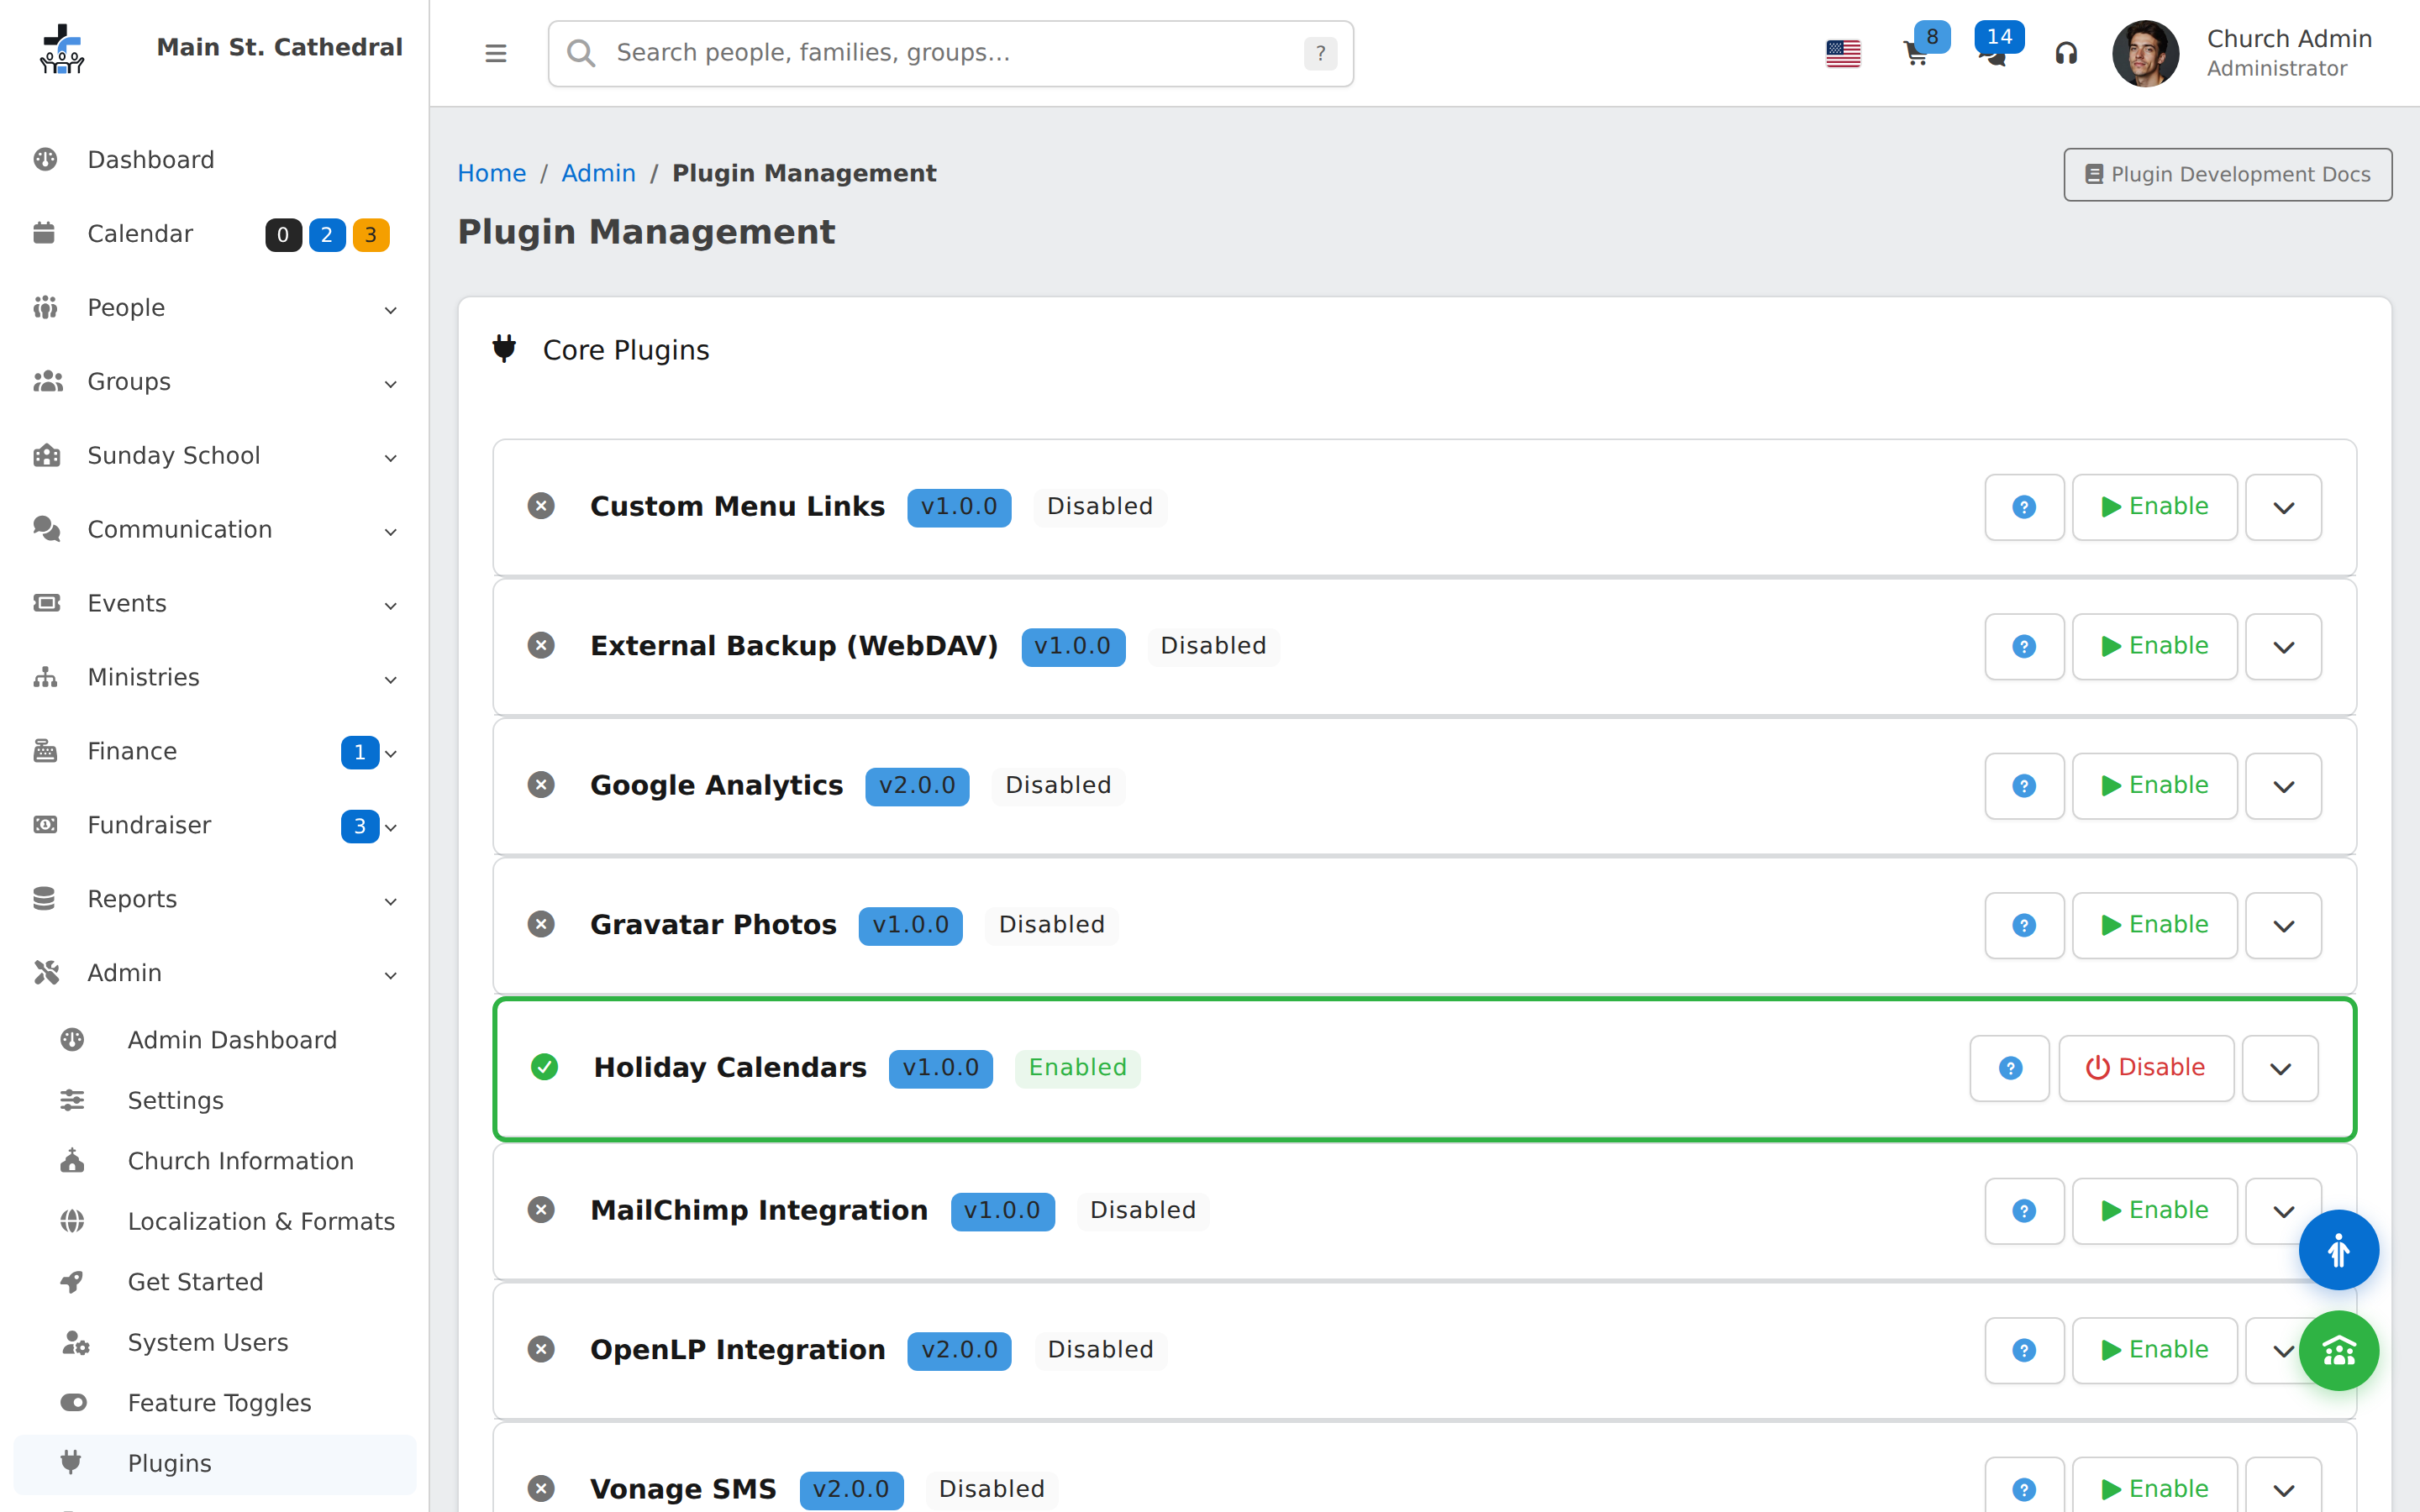 Main St. Cathedral
Search people, families, groups...
?
8
14
Church Admin
Administrator
Dashboard
Calendar 0 2 3
People
Groups
Sunday School
Communication
Events
Ministries
Finance 1
Fundraiser 3
Reports
Admin
Admin Dashboard
Settings
Church Information
Localization & Formats
Get Started
System Users
Feature Toggles
Plugins
Home / Admin / Plugin Management
Plugin Development Docs
Plugin Management
Core Plugins
Custom Menu Links v1.0.0 Disabled ? Enable
External Backup (WebDAV) v1.0.0 Disabled ? Enable
Google Analytics v2.0.0 Disabled ? Enable
Gravatar Photos v1.0.0 Disabled ? Enable
Holiday Calendars v1.0.0 Enabled ? Disable
MailChimp Integration v1.0.0 Disabled ? Enable
OpenLP Integration v2.0.0 Disabled ? Enable
Vonage SMS v2.0.0 Disabled ? Enable